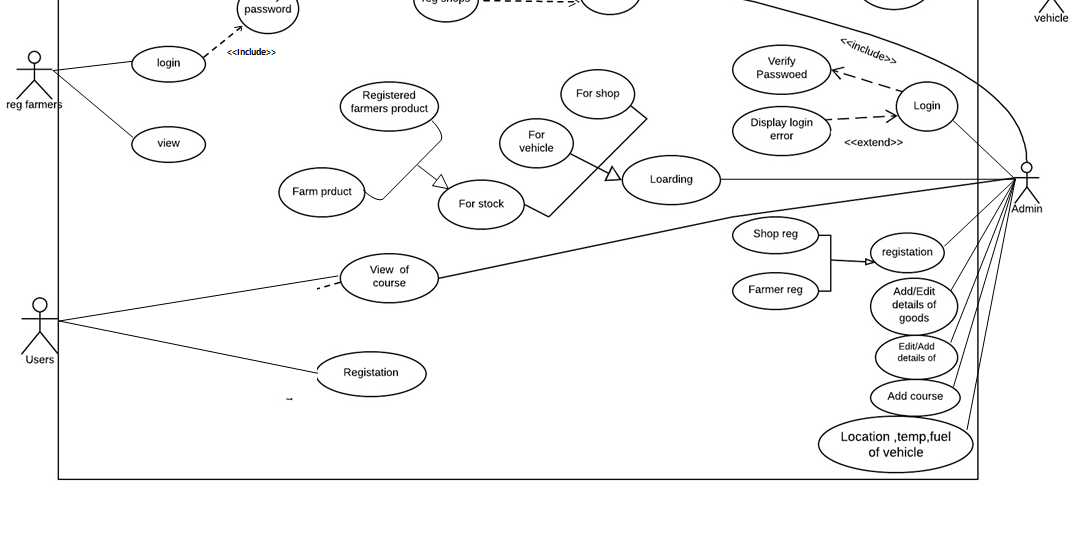 password
reg shops
vehicle
<<Include>>
login
reg farmers
view
Registered
farmers product
For shop
For
vehicle
Farm prduct
For stock
Loarding
Verify
Passwoed
<<include>>
Login
Display login
error
<<extend>>
Admin
Shop reg
registation
Farmer reg
View of
course
Add/Edit
details of
goods
Edit/Add
details of
Add course
Location ,temp,fuel
of vehicle
Users
Registation